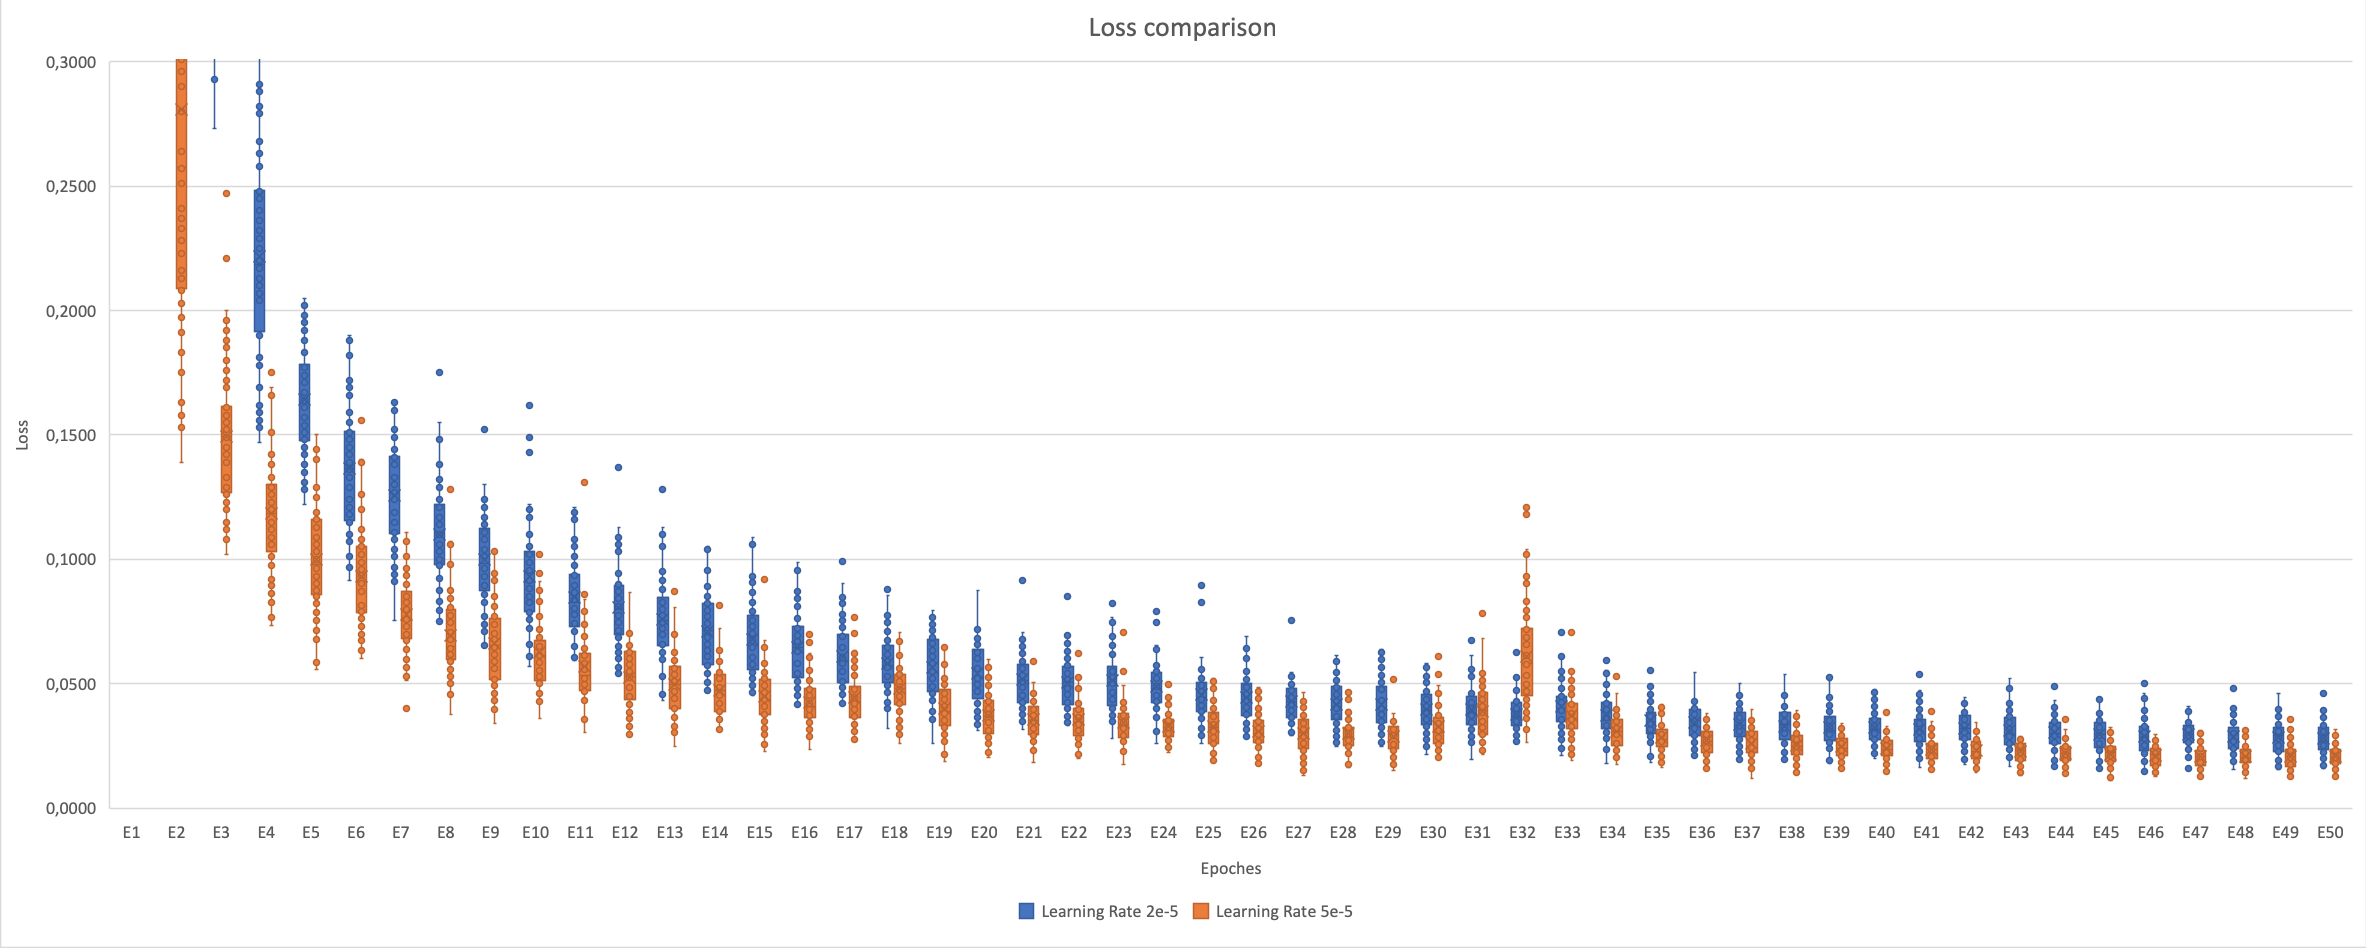 Loss comparison
0,3000
0,2500
0,2000
0,1500
0,1000
0,0500
0,0000
Loss
E1 E2 E3 E4 E5 E6 E7 E8 E9 E10 E11 E12 E13 E14 E15 E16 E17 E18 E19 E20 E21 E22 E23 E24 E25 E26 E27 E28 E29 E30 E31 E32 E33 E34 E35 E36 E37 E38 E39 E40 E41 E42 E43 E44 E45 E46 E47 E48 E49 E50
Epoches
Learning Rate 2e-5 Learning Rate 5e-5